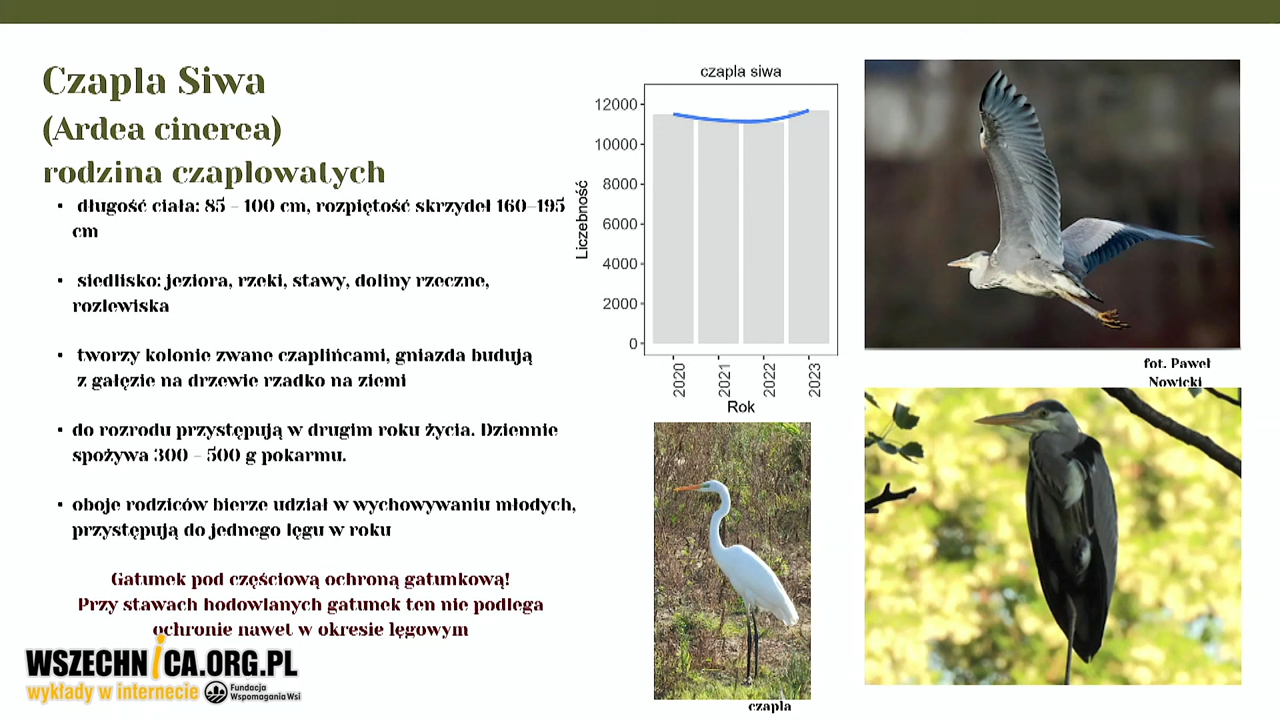 Czapla Siwa
(Ardea cinerea)
rodzina czaplowatych
▪ długość ciała: 85 - 100 cm, rozpiętość skrzydeł 160–195
cm
▪ siedlisko: jeziora, rzeki, stawy, doliny rzeczne,
rozlewiska
▪ tworzy kolonie zwane czaplińcami, gniazda budują
z gałęzie na drzewie rzadko na ziemi
▪ do rozrodu przystępują w drugim roku życia. Dziennie
spożywa 300 - 500 g pokarmu.
▪ oboje rodziców bierze udział w wychowywaniu młodych,
przystępują do jednego lęgu w roku
Gatunek pod częściową ochroną gatunkową!
Przy stawach hodowlanych gatunek ten nie podlega
ochronie nawet w okresie lęgowym
WSZECHNICA.ORG.PL
wykłady w internecie
Fundacja
Wspomagania Wsi
czapla siwa
Liczebność
12000
10000
8000
6000
4000
2000
0
2020
2021
2022
2023
Rok
czapla
fot. Paweł
Nowicki